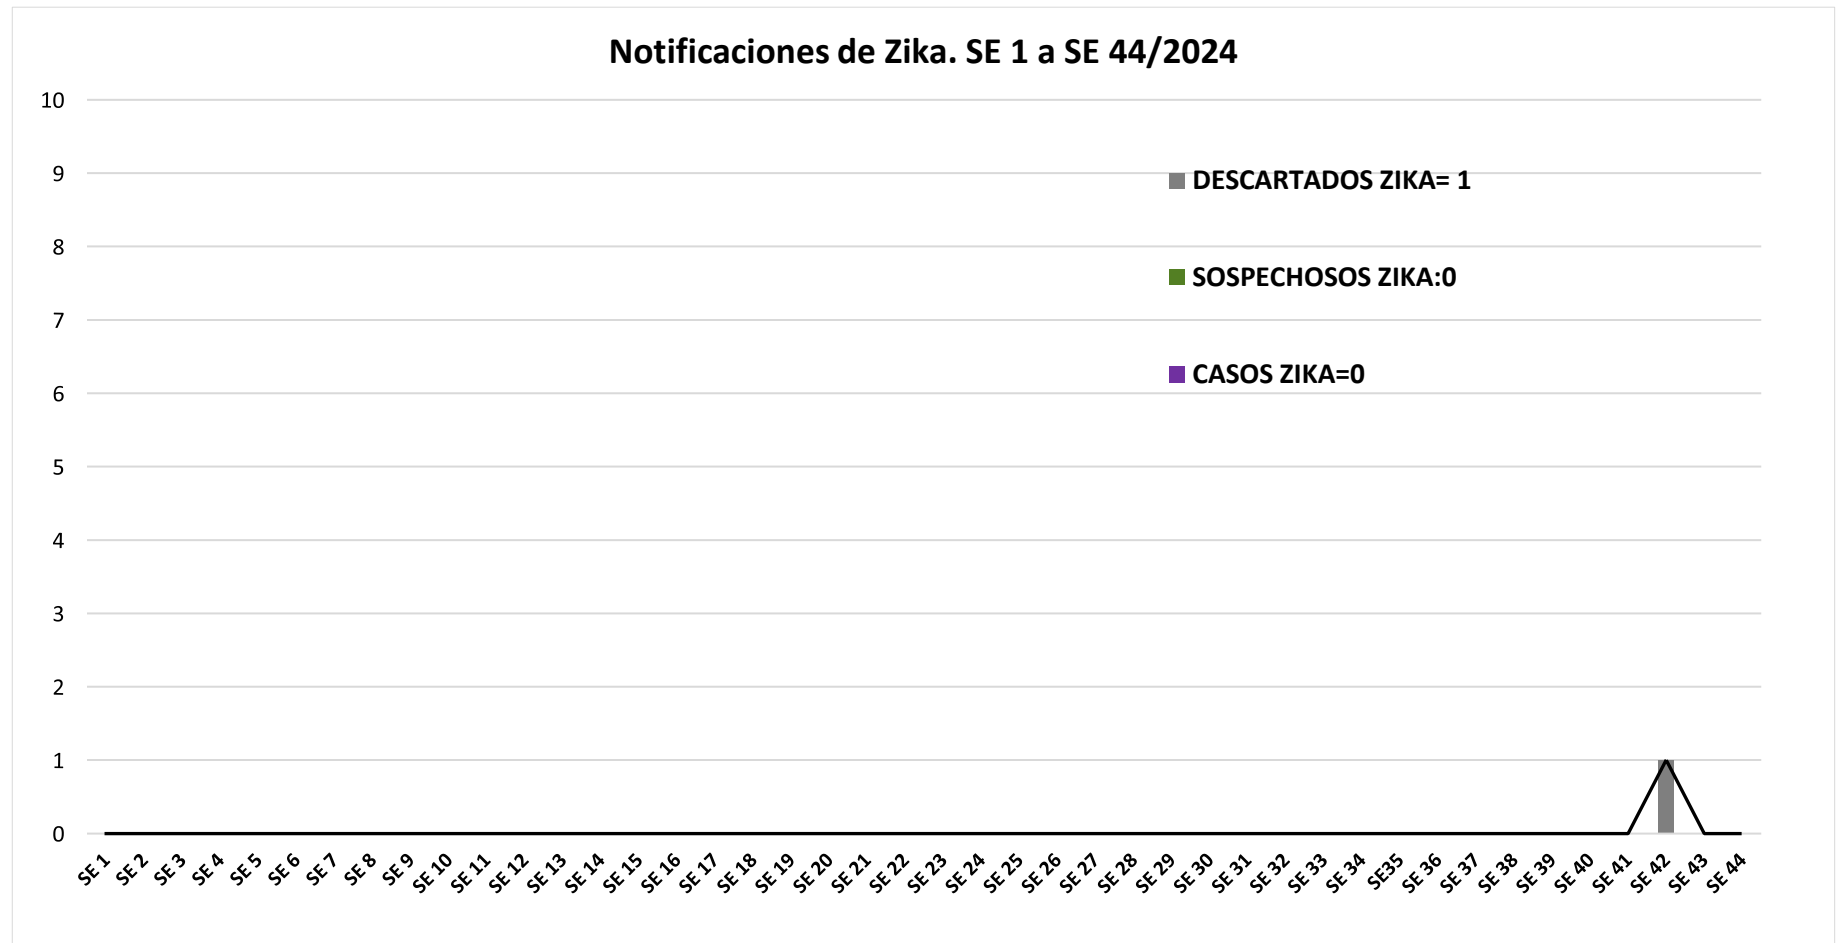 Notificaciones de Zika. SE 1 a SE 44/2024
10
9
8
7
6
5
4
3
2
1
0
DESCARTADOS ZIKA= 1
SOSPECHOSOS ZIKA:0
CASOS ZIKA=0
SE 1
SE 2
SE 3
SE 4
SE 5
SE 6
SE 7
SE 8
SE 9
SE 10
SE 11
SE 12
SE 13
SE 14
SE 15
SE 16
SE 17
SE 18
SE 19
SE 20
SE 21
SE 22
SE 23
SE 24
SE 25
SE 26
SE 27
SE 28
SE 29
SE 30
SE 31
SE 32
SE 33
SE 34
SE35
SE 36
SE 37
SE 38
SE 39
SE 40
SE 41
SE 42
SE 43
SE 44